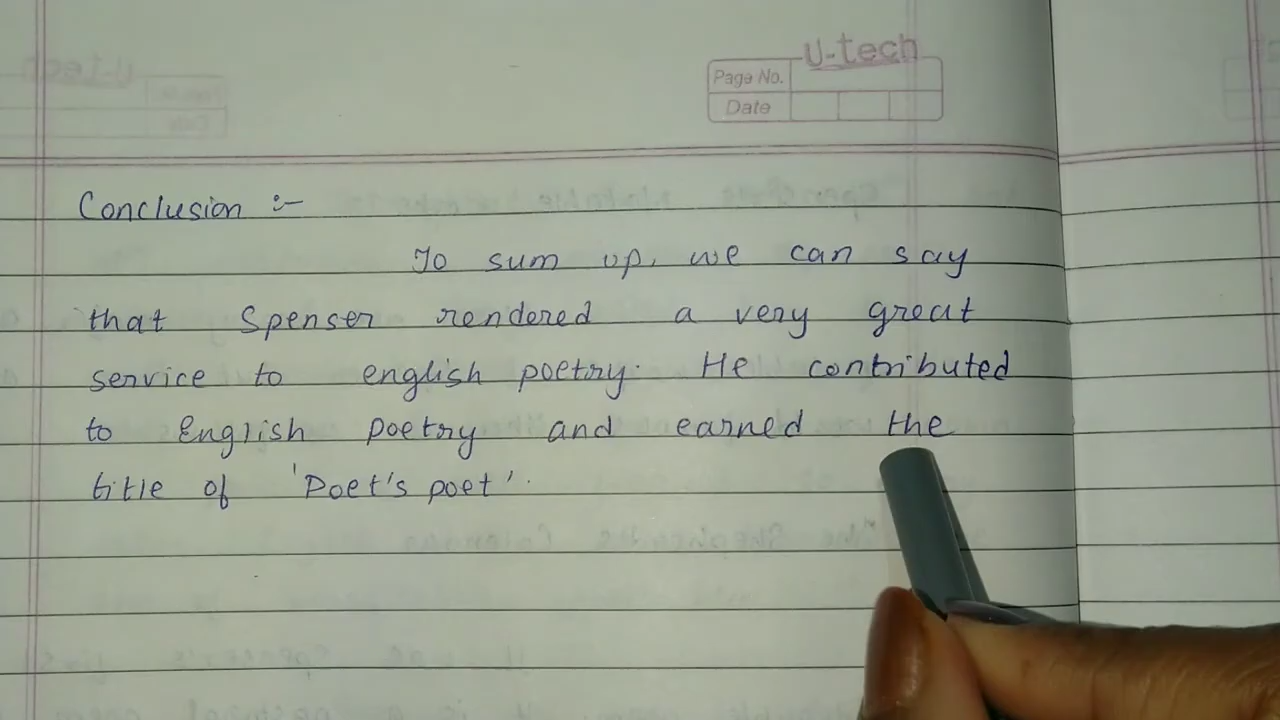 U-tech
Page No.
Date
Conclusion :-
To sum up, we can say
that Spenser rendered a very great
service to english poetry. He contributed
to English poetry and earned the
title of 'Poet's poet'.